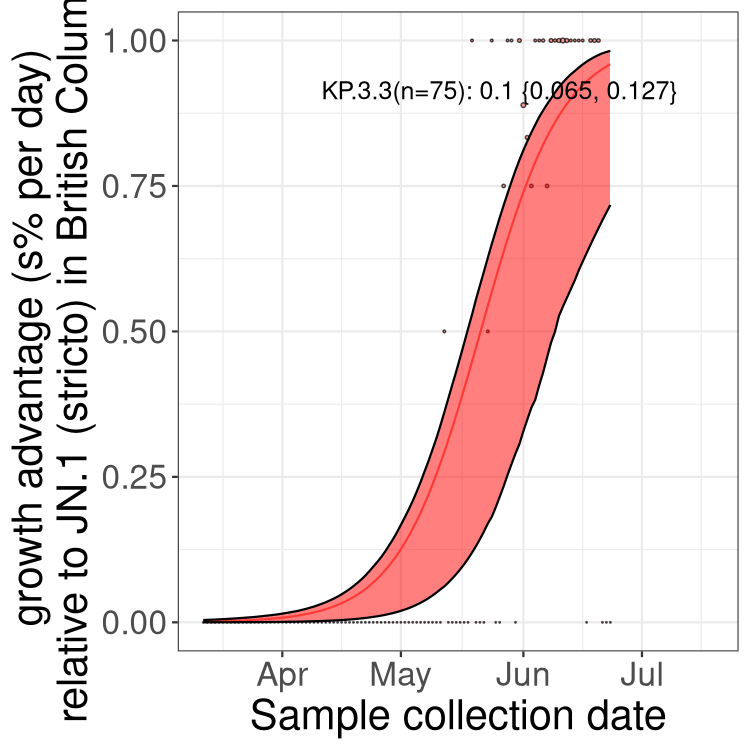 growth advantage (s% per day)
relative to JN.1 (stricto) in British Colum
1.00
0.75
0.50
0.25
0.00
KP.3.3(n=75): 0.1 {0.065, 0.127}
Apr May Jun Jul
Sample collection date